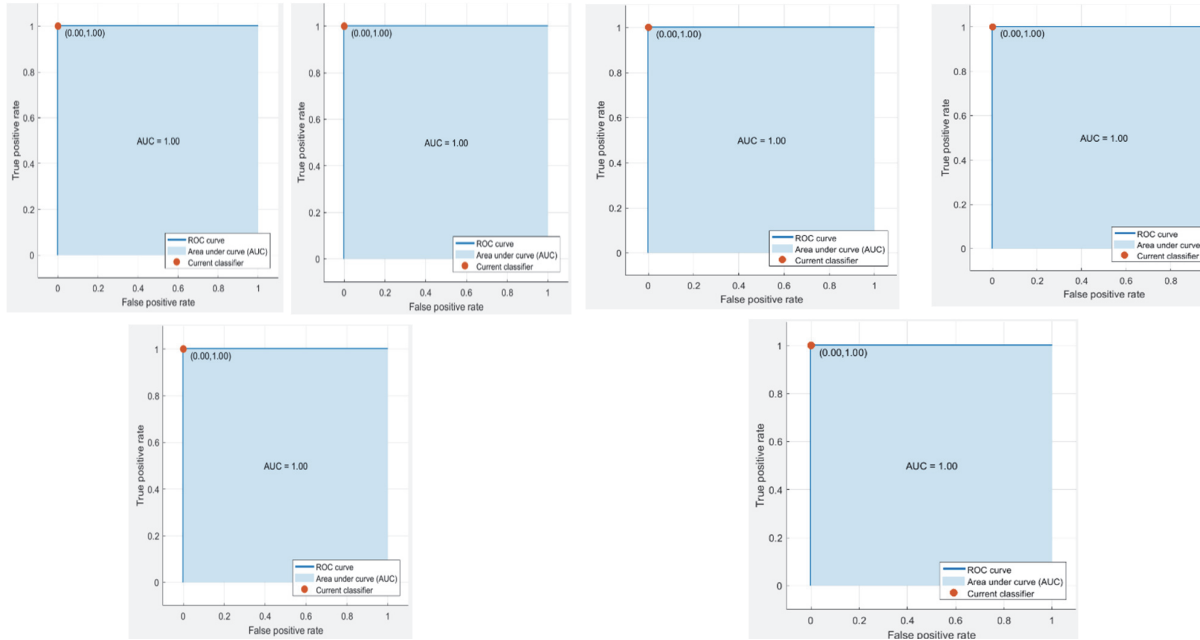 1
(0.00,1.00)
0.8
0.6
0.4
0.2
0
True positive rate
AUC = 1.00
ROC curve
Area under curve (AUC)
Current classifier
0 0.2 0.4 0.6 0.8 1
False positive rate
1
(0.00,1.00)
0.8
0.6
0.4
0.2
0
True positive rate
AUC = 1.00
ROC curve
Area under curve (AUC)
Current classifier
0 0.2 0.4 0.6 0.8 1
False positive rate
1
(0.00,1.00)
0.8
0.6
0.4
0.2
0
True positive rate
AUC = 1.00
ROC curve
Area under curve (AUC)
Current classifier
0 0.2 0.4 0.6 0.8 1
False positive rate
1
(0.00,1.00)
0.8
0.6
0.4
0.2
0
True positive rate
AUC = 1.00
ROC curve
Area under curve (AUC)
Current classifier
0 0.2 0.4 0.6 0.8
False positive rate
1
(0.00,1.00)
0.8
0.6
0.4
0.2
0
True positive rate
AUC = 1.00
ROC curve
Area under curve (AUC)
Current classifier
0 0.2 0.4 0.6 0.8 1
False positive rate
1
(0.00,1.00)
0.8
0.6
0.4
0.2
0
True positive rate
AUC = 1.00
ROC curve
Area under curve (AUC)
Current classifier
0 0.2 0.4 0.6 0.8 1
False positive rate